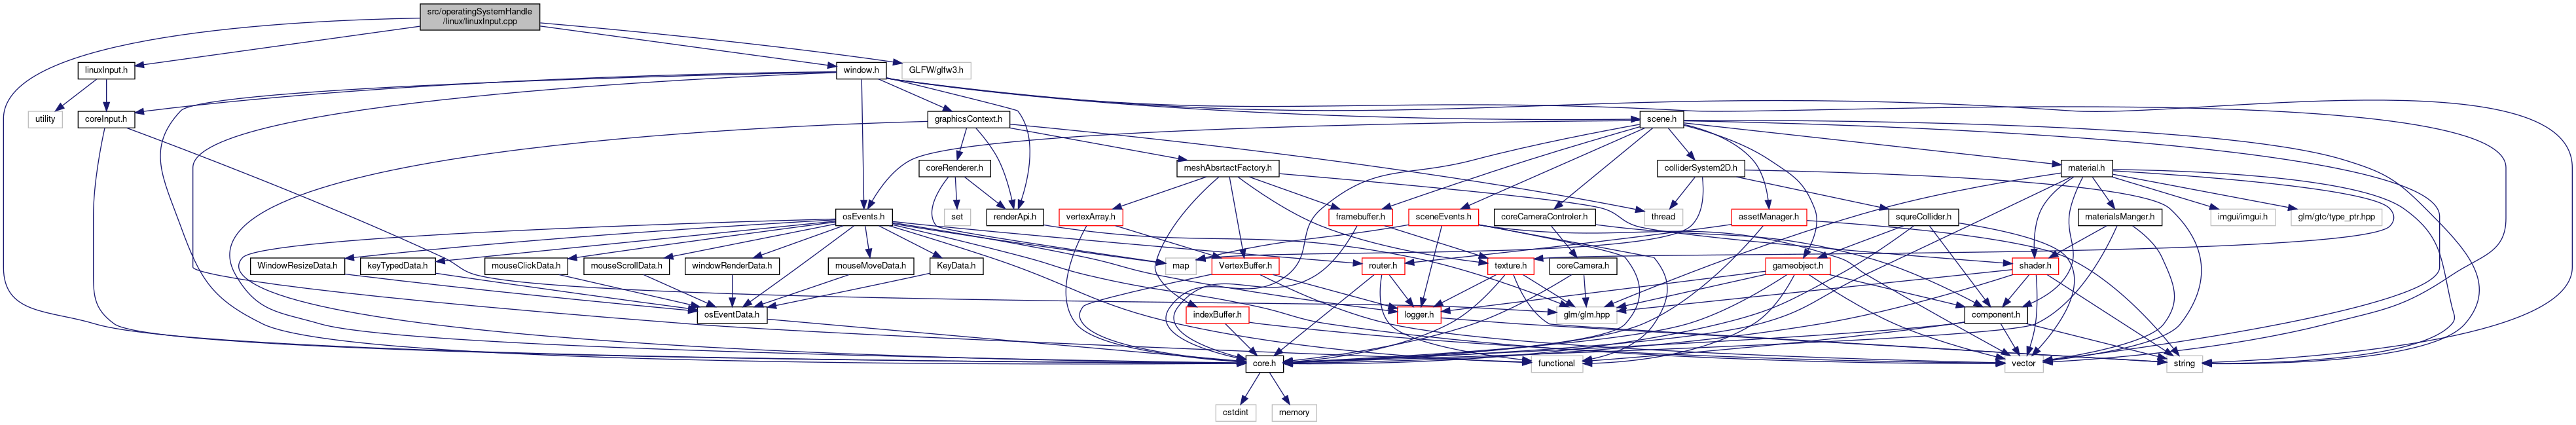 src/operatingSystemHandle
/linux/linuxInput.cpp
linuxInput.h
window.h
GLFW/glfw3.h
utility
coreInput.h
graphicsContext.h
scene.h
coreRenderer.h
meshAbsrtactFactory.h
colliderSystem2D.h
material.h
osEvents.h
set
renderApi.h
vertexArray.h
framebuffer.h
sceneEvents.h
coreCameraControler.h
thread
assetManager.h
squreCollider.h
materialsManger.h
imgui/imgui.h
glm/gtc/type_ptr.hpp
WindowResizeData.h
keyTypedData.h
mouseClickData.h
mouseScrollData.h
windowRenderData.h
mouseMoveData.h
KeyData.h
map
VertexBuffer.h
router.h
texture.h
coreCamera.h
gameobject.h
shader.h
osEventData.h
indexBuffer.h
logger.h
glm/glm.hpp
component.h
core.h
functional
vector
string
cstdint
memory